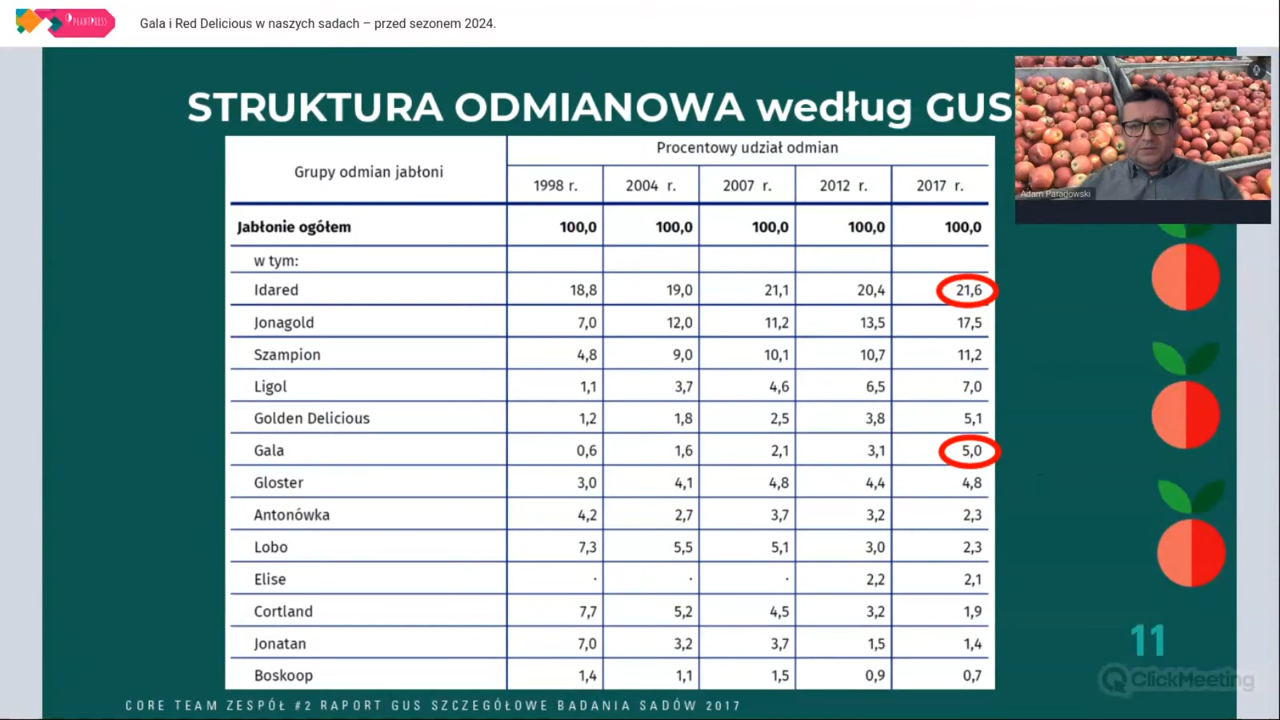 PLANTPRESS
Gala i Red Delicious w naszych sadach – przed sezonem 2024.
STRUKTURA ODMIANOWA według GUS
Adam Paradowski
Grupy odmian jabłoni
Procentowy udział odmian
1998 r. 2004 r. 2007 r. 2012 r. 2017 r.
Jabłonie ogółem 100,0 100,0 100,0 100,0 100,0
w tym:
Idared 18,8 19,0 21,1 20,4 21,6
Jonagold 7,0 12,0 11,2 13,5 17,5
Szampion 4,8 9,0 10,1 10,7 11,2
Ligol 1,1 3,7 4,6 6,5 7,0
Golden Delicious 1,2 1,8 2,5 3,8 5,1
Gala 0,6 1,6 2,1 3,1 5,0
Gloster 3,0 4,1 4,8 4,4 4,8
Antonówka 4,2 2,7 3,7 3,2 2,3
Lobo 7,3 5,5 5,1 3,0 2,3
Elise . . . 2,2 2,1
Cortland 7,7 5,2 4,5 3,2 1,9
Jonatan 7,0 3,2 3,7 1,5 1,4
Boskoop 1,4 1,1 1,5 0,9 0,7
11
ClickMeeting
CORE TEAM ZESPÓŁ #2 RAPORT GUS SZCZEGÓŁOWE BADANIA SADÓW 2017